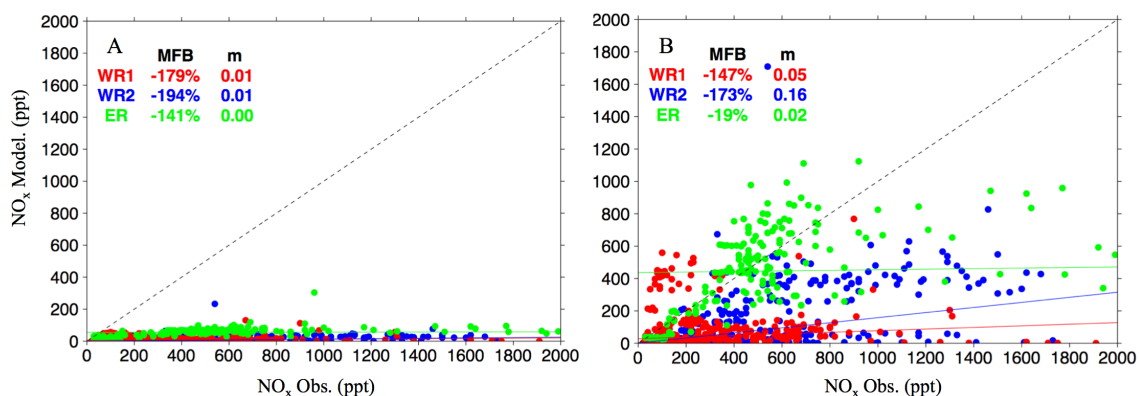 A
MFB m
WR1 -179% 0.01
WR2 -194% 0.01
ER -141% 0.00
2000
1800
1600
1400
1200
1000
800
600
400
200
0
NOx Model. (ppt)
0 200 400 600 800 1000 1200 1400 1600 1800 2000
NOx Obs. (ppt)
B
MFB m
WR1 -147% 0.05
WR2 -173% 0.16
ER -19% 0.02
2000
1800
1600
1400
1200
1000
800
600
400
200
0
0 200 400 600 800 1000 1200 1400 1600 1800 2000
NOx Obs. (ppt)